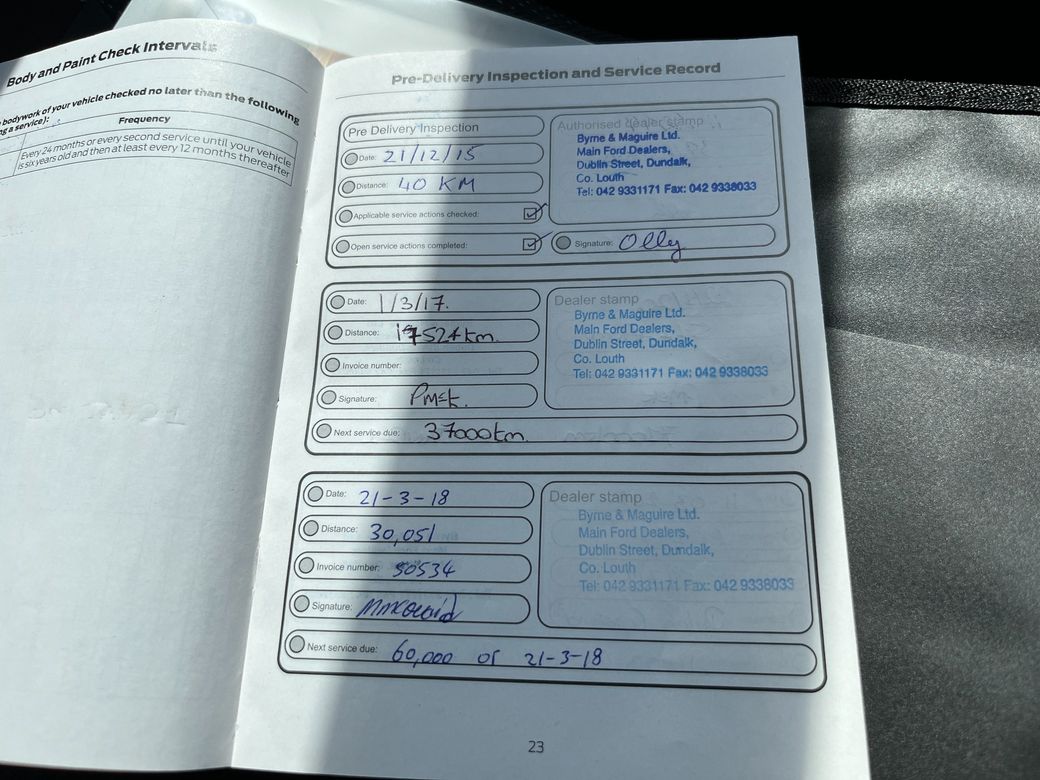 Body and Paint Check Intervals
bodywork of your vehicle checked no later than the following
ng a service):
Frequency
Every 24 months or every second service until your vehicle
is six years old and then at least every 12 months thereafter
Pre-Delivery Inspection and Service Record
Pre Delivery Inspection
Date: 21/12/15
Distance: 40 KM
Applicable service actions checked:
Open service actions completed:
Authorised dealer stamp
Byrne & Maguire Ltd.
Main Ford Dealers,
Dublin Street, Dundalk,
Co. Louth
Tel: 042 9331171 Fax: 042 9338033
Signature: Olly
Date: 1/3/17.
Distance: 17524km.
Invoice number:
Signature:
Next service due: 37000km.
Dealer stamp
Byrne & Maguire Ltd.
Main Ford Dealers,
Dublin Street, Dundalk,
Co. Louth
Tel: 042 9331171 Fax: 042 9338033
Date: 21-3-18
Distance: 30,051
Invoice number: 50534
Signature:
Next service due: 60,000 or 21-3-18
Dealer stamp
Byrne & Maguire Ltd.
Main Ford Dealers,
Dublin Street, Dundalk,
Co. Louth
Tel: 042 9331171 Fax: 042 9338033
23